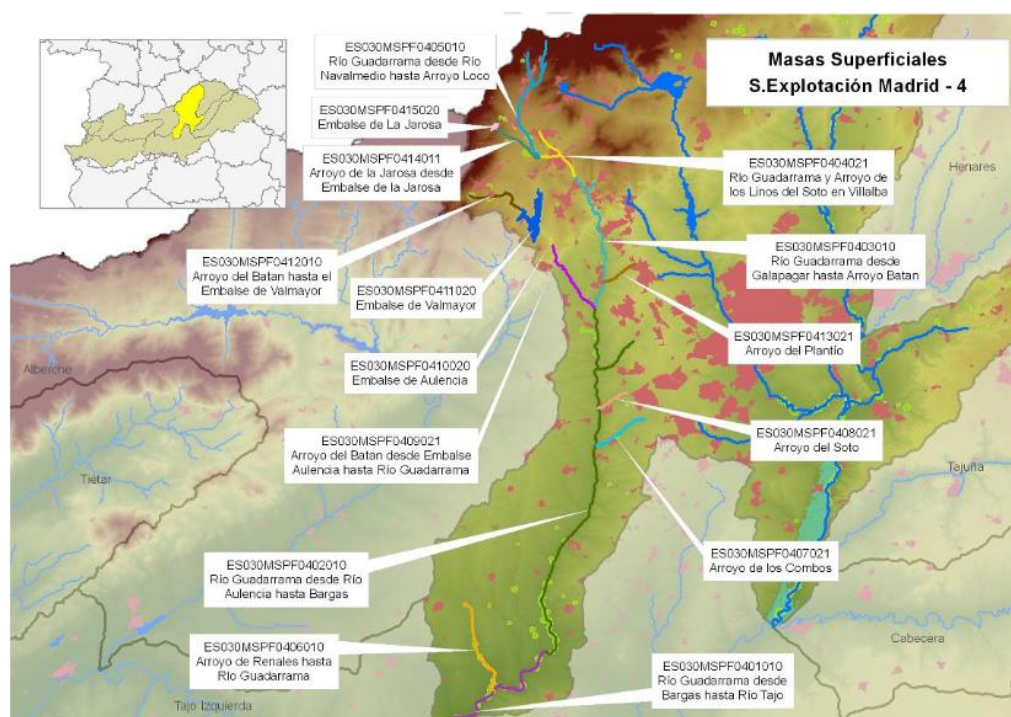 Masas Superficiales
S.Explotación Madrid - 4
ES030MSPF0405010
Río Guadarrama desde Río
Navalmedio hasta Arroyo Loco
ES030MSPF0415020
Embalse de La Jarosa
ES030MSPF0414011
Arroyo de la Jarosa desde
Embalse de la Jarosa
ES030MSPF0404021
Río Guadarrama y Arroyo de
los Linos del Soto en Villalba
Henares
ES030MSPF0412010
Arroyo del Batan hasta el
Embalse de Valmayor
ES030MSPF0403010
Río Guadarrama desde
Galapagar hasta Arroyo Batan
ES030MSPF0411020
Embalse de Valmayor
ES030MSPF0413021
Arroyo del Plantio
Alberche
ES030MSPF0410020
Embalse de Aulencia
ES030MSPF0409021
Arroyo del Batan desde Embalse
Aulencia hasta Río Guadarrama
ES030MSPF0408021
Arroyo del Soto
Tajuña
Tiétar
ES030MSPF0407021
Arroyo de los Combos
ES030MSPF0402010
Río Guadarrama desde Río
Aulencia hasta Bargas
Cabecera
ES030MSPF0406010
Arroyo de Renales hasta
Río Guadarrama
ES030MSPF0401010
Río Guadarrama desde
Bargas hasta Río Tajo
Tajo Izquierda